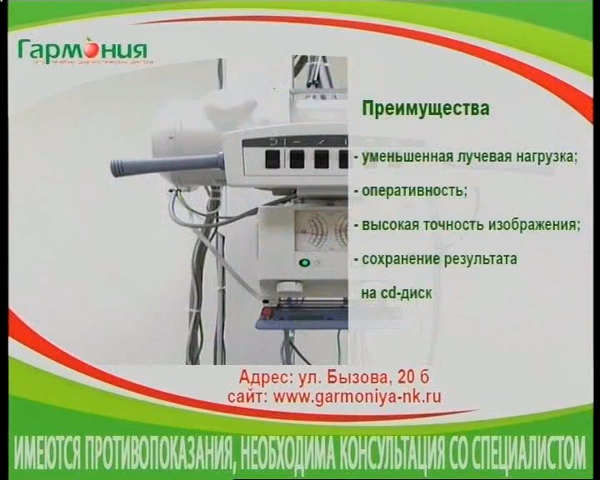 Гармония
Преимущества
- уменьшенная лучевая нагрузка;
- оперативность;
- высокая точность изображения;
- сохранение результата
на cd-диск
Адрес: ул. Бызова, 20 б
сайт: www.garmoniya-nk.ru
ИМЕЮТСЯ ПРОТИВОПОКАЗАНИЯ, НЕОБХОДИМА КОНСУЛЬТАЦИЯ СО СПЕЦИАЛИСТОМ